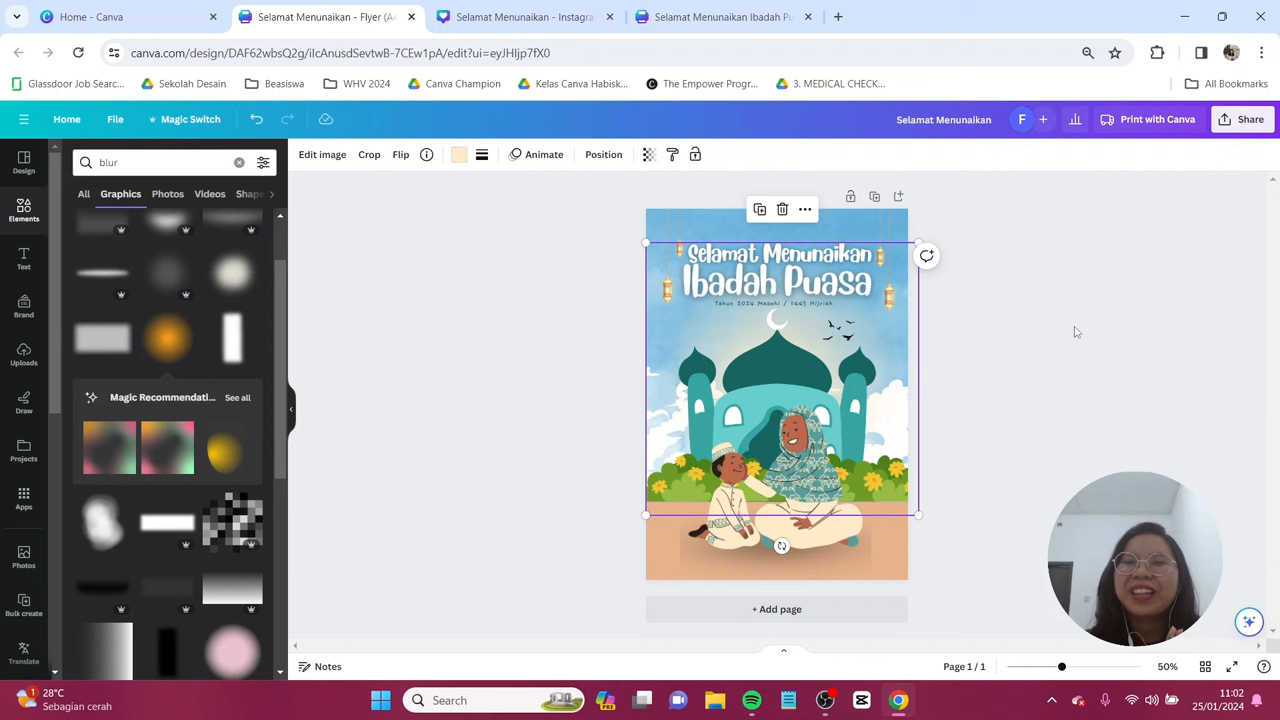 Home - Canva
Selamat Menunaikan - Flyer (A4
Selamat Menunaikan - Instagra
Selamat Menunaikan Ibadah Pu
canva.com/design/DAF62wbsQ2g/iIcAnusdSevtwB-7CEw1pA/edit?ui=eyJHIjp7fX0
Glassdoor Job Searc...
Sekolah Desain
Beasiswa
WHV 2024
Canva Champion
Kelas Canva Habisk...
The Empower Progr...
3. MEDICAL CHECK...
All Bookmarks
Home
File
Magic Switch
Selamat Menunaikan
F
Print with Canva
Share
Design
Elements
Text
Brand
Uploads
Draw
Projects
Apps
Photos
Bulk create
Translate
blur
All
Graphics
Photos
Videos
Shape
Magic Recommendati...
See all
Edit image
Crop
Flip
Animate
Position
Selamat Menunaikan
Ibadah Puasa
Tahun 2024 Masehi / 1445 Hijriah
+ Add page
Notes
Page 1 / 1
50%
1
28°C
Sebagian cerah
Search
PRE
11:02
25/01/2024